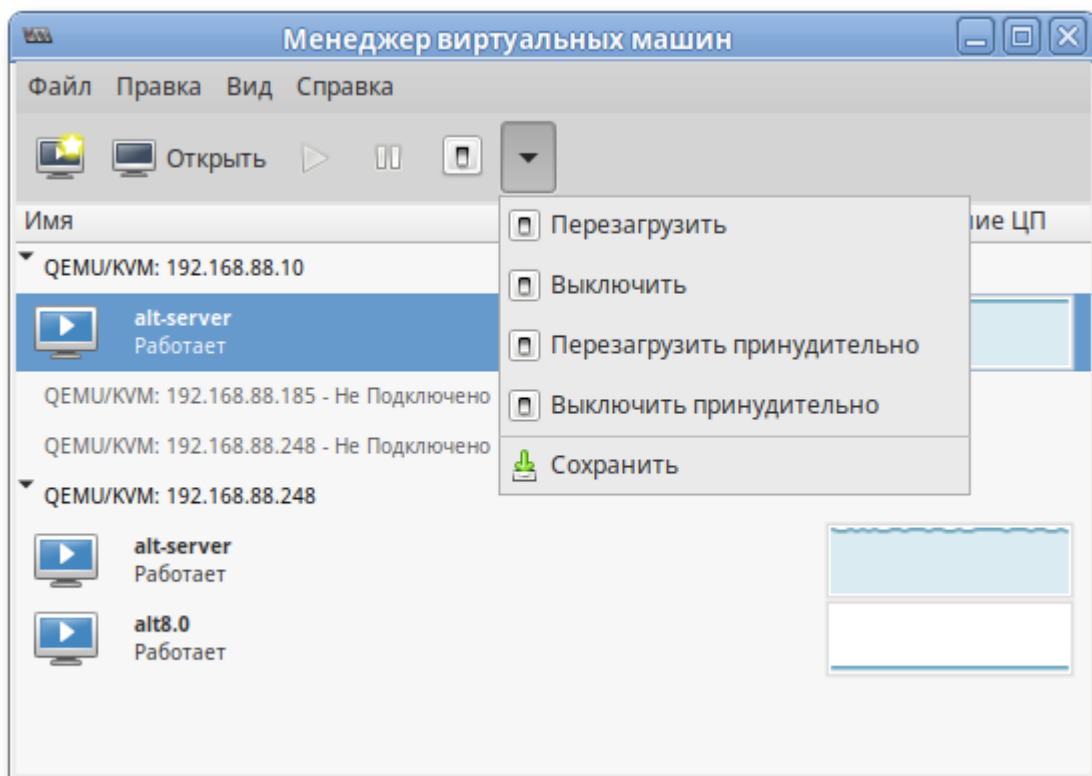 Менеджер виртуальных машин
Файл Правка Вид Справка
Открыть
Имя
Перезагрузить
Выключить
Перезагрузить принудительно
Выключить принудительно
Сохранить
ЦП
QEMU/KVM: 192.168.88.10
alt-server
Работает
QEMU/KVM: 192.168.88.185 - Не Подключено
QEMU/KVM: 192.168.88.248 - Не Подключено
QEMU/KVM: 192.168.88.248
alt-server
Работает
alt8.0
Работает